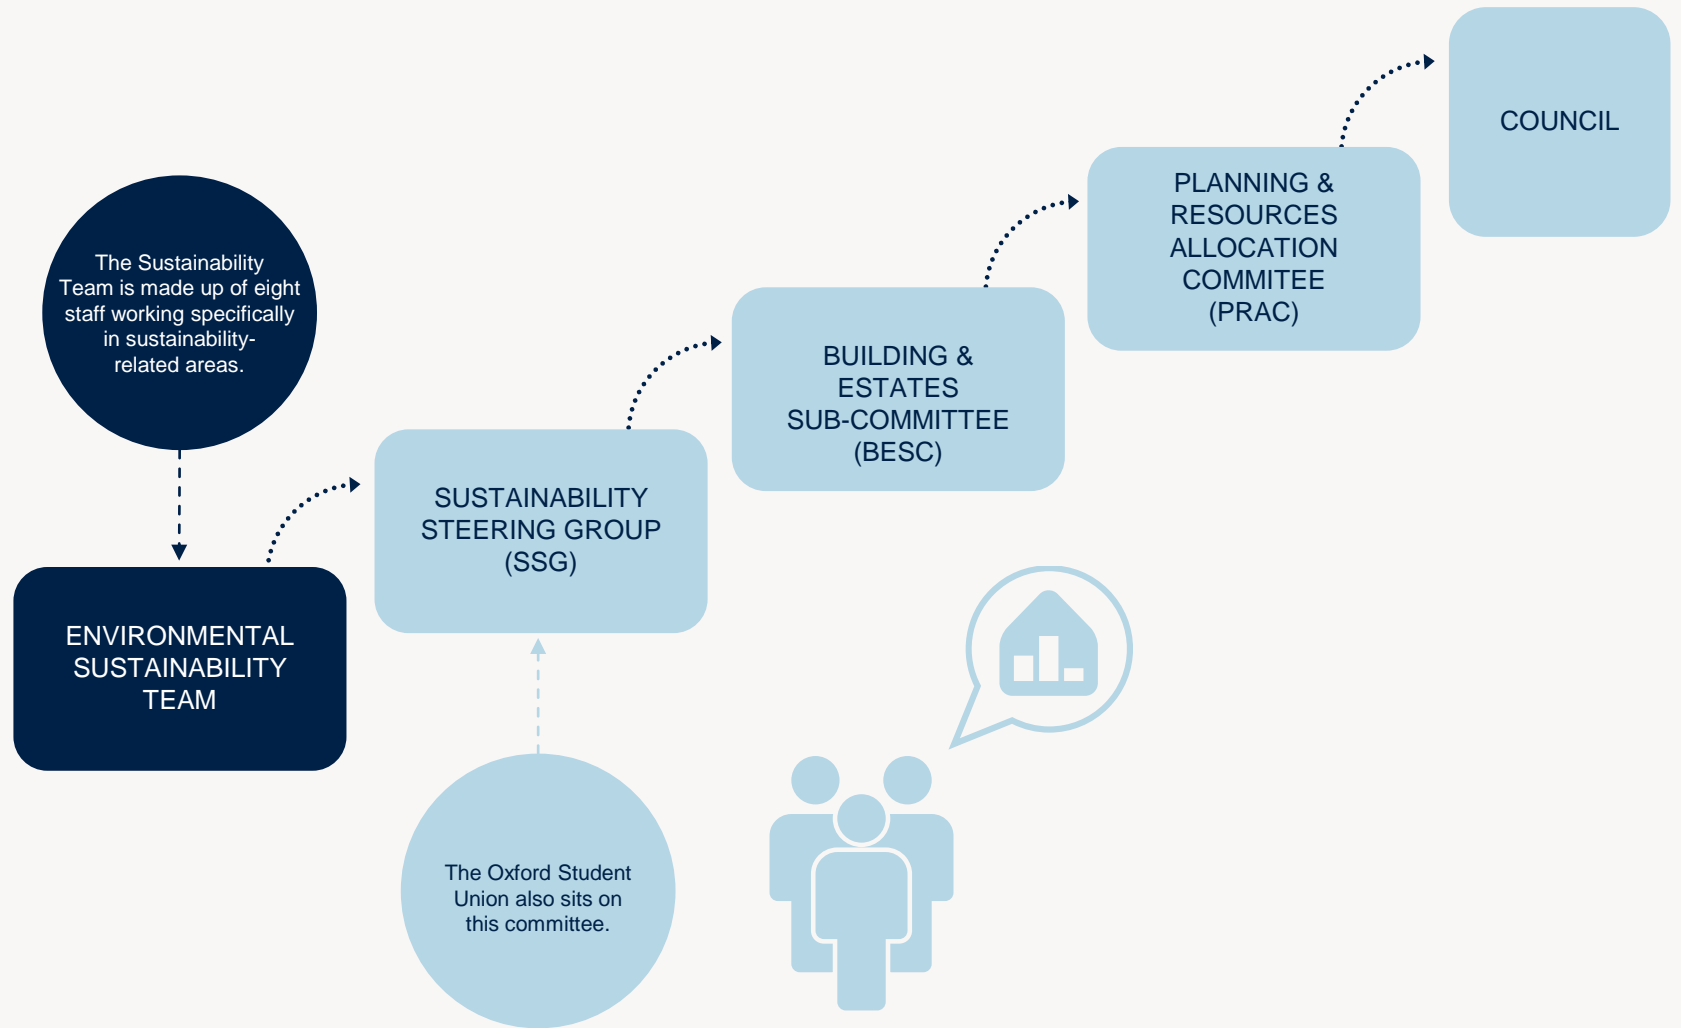 COUNCIL
PLANNING &
RESOURCES
ALLOCATION
COMMITEE
(PRAC)
The Sustainability
Team is made up of eight
staff working specifically
in sustainability-
related areas.
BUILDING &
ESTATES
SUB-COMMITTEE
(BESC)
SUSTAINABILITY
STEERING GROUP
(SSG)
ENVIRONMENTAL
SUSTAINABILITY
TEAM
The Oxford Student
Union also sits on
this committee.